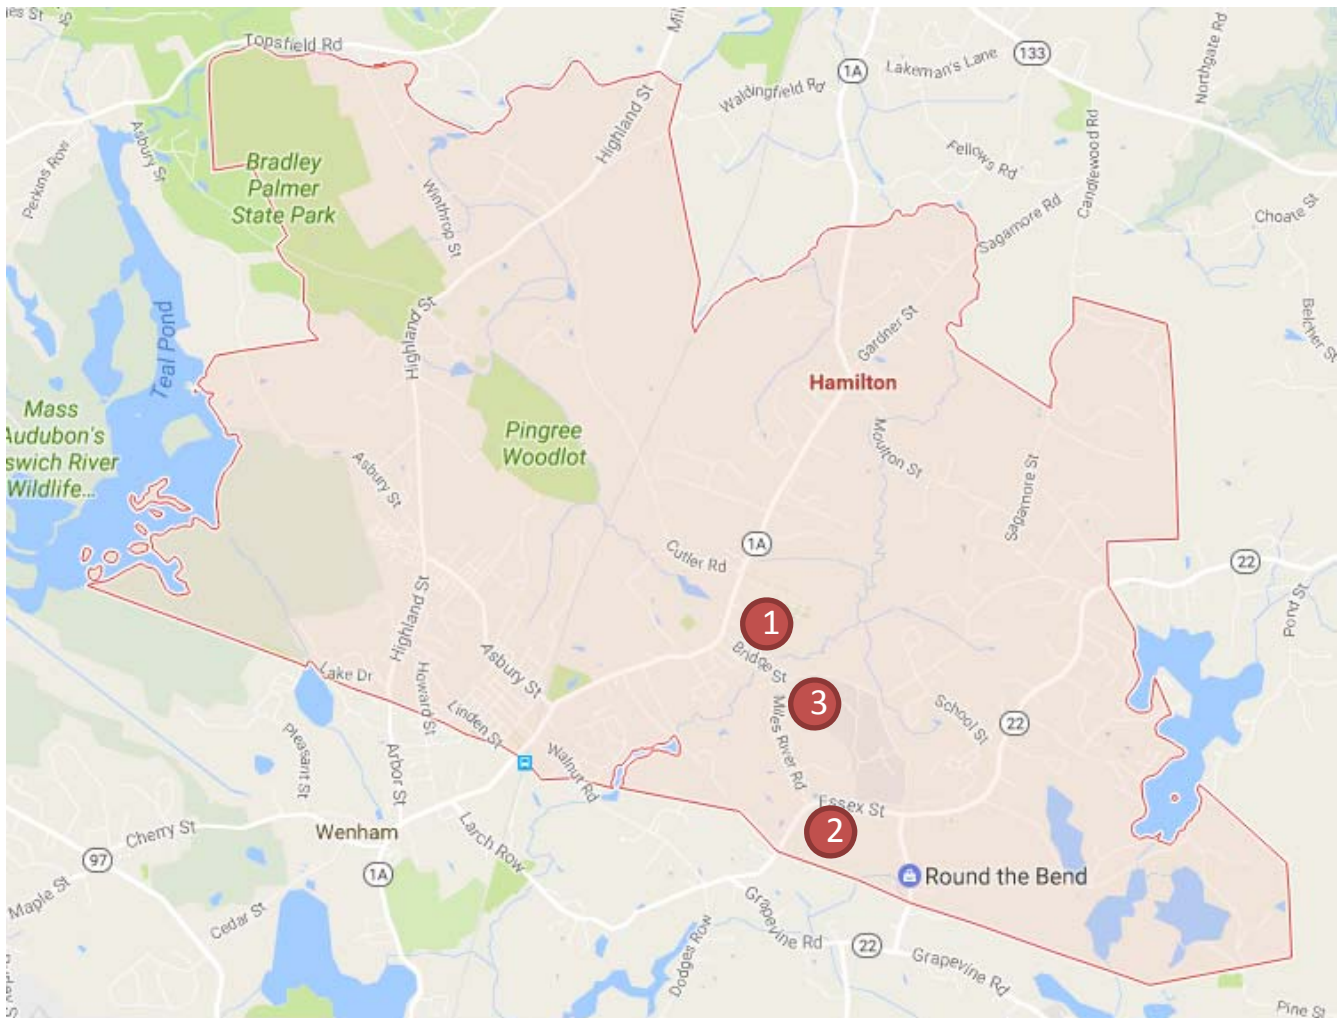 Topsfield Rd
Mil
1A
Lakeman's Lane
133
Northgate Rd
Waldingfield Rd
Highland St
Asbury St
Perkins Row
Bradley
Palmer
State Park
Winthrop St
Fellows Rd
Candlewood Rd
Sagamore Rd
Choate St
Belcher St
Teal Pond
Highland St
Gardner St
Hamilton
Mass
Audubon's
swich River
Wildlife...
Pingree
Woodlot
Asbury St
Moulton St
Sagamore St
Cutler Rd
1A
22
Pond St
Highland St
1
Bridge St
Asbury St
Lake Dr
Howard St
Linden St
3
Miles River Rd
School St
22
Pleasant St
Arbor St
Walnut Rd
Essex St
2
Wenham
Cherry St
97
Larch Row
1A
Round the Bend
Maple St
Cedar St
Grapevine Rd
22
Dodges Row
Grapevine Rd
Pine St